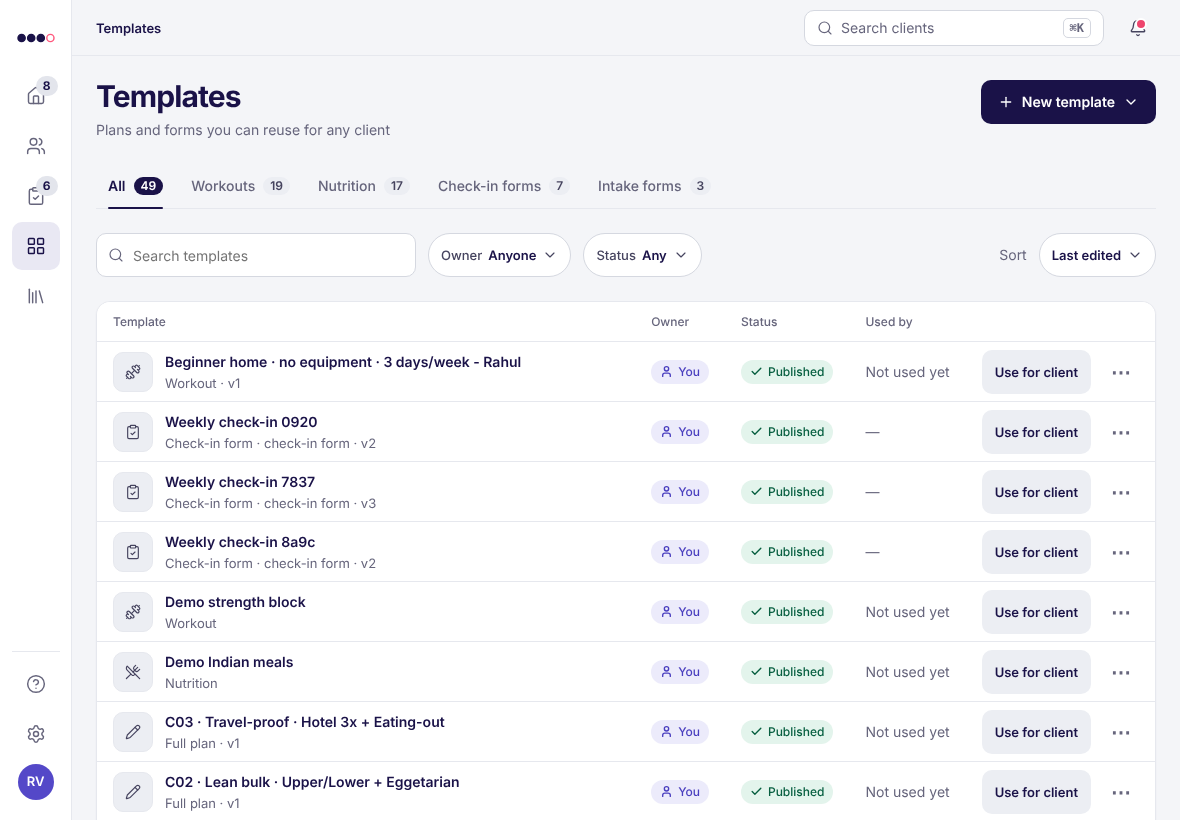 Templates
Search clients
⌘K
8
6
Templates
Plans and forms you can reuse for any client
New template
All 49
Workouts 19
Nutrition 17
Check-in forms 7
Intake forms 3
Search templates
Owner Anyone
Status Any
Sort
Last edited
Template Owner Status Used by
Beginner home · no equipment · 3 days/week - Rahul
Workout · v1
You
Published
Not used yet
Use for client
Weekly check-in 0920
Check-in form · check-in form · v2
You
Published
—
Use for client
Weekly check-in 7837
Check-in form · check-in form · v3
You
Published
—
Use for client
Weekly check-in 8a9c
Check-in form · check-in form · v2
You
Published
—
Use for client
Demo strength block
Workout
You
Published
Not used yet
Use for client
Demo Indian meals
Nutrition
You
Published
Not used yet
Use for client
C03 · Travel-proof · Hotel 3x + Eating-out
Full plan · v1
You
Published
Not used yet
Use for client
C02 · Lean bulk · Upper/Lower + Eggetarian
Full plan · v1
You
Published
Not used yet
Use for client
RV